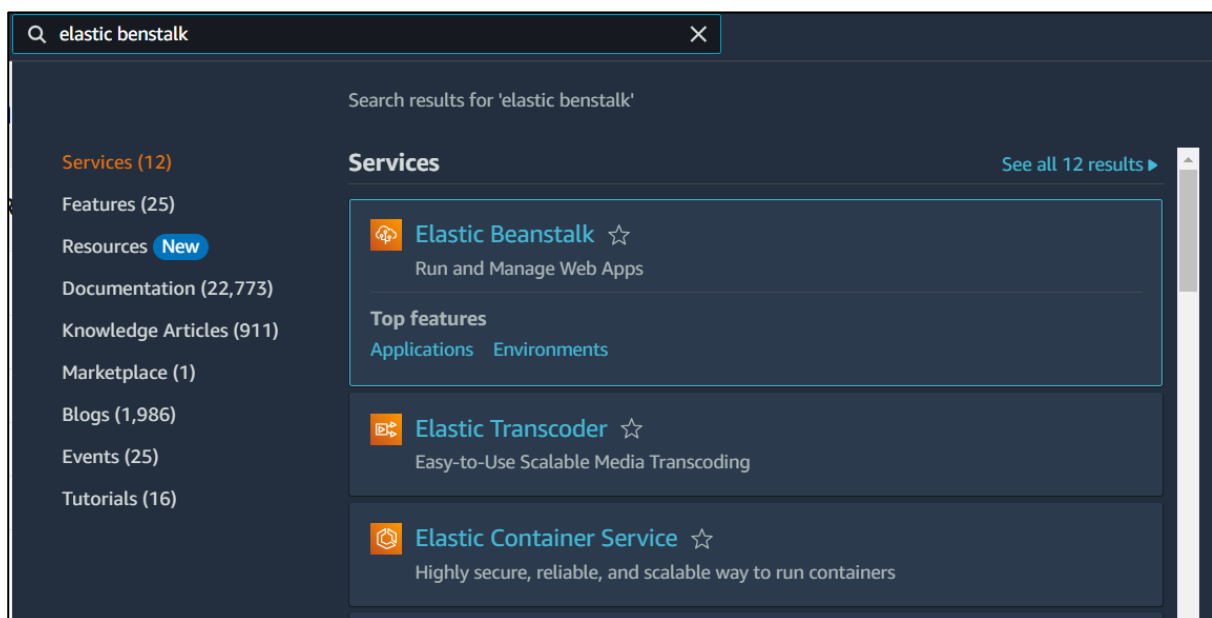 elastic benstalk
Search results for 'elastic benstalk'
Services (12)
Features (25)
Resources New
Documentation (22,773)
Knowledge Articles (911)
Marketplace (1)
Blogs (1,986)
Events (25)
Tutorials (16)
Services
See all 12 results
Elastic Beanstalk
Run and Manage Web Apps
Top features
Applications Environments
Elastic Transcoder
Easy-to-Use Scalable Media Transcoding
Elastic Container Service
Highly secure, reliable, and scalable way to run containers